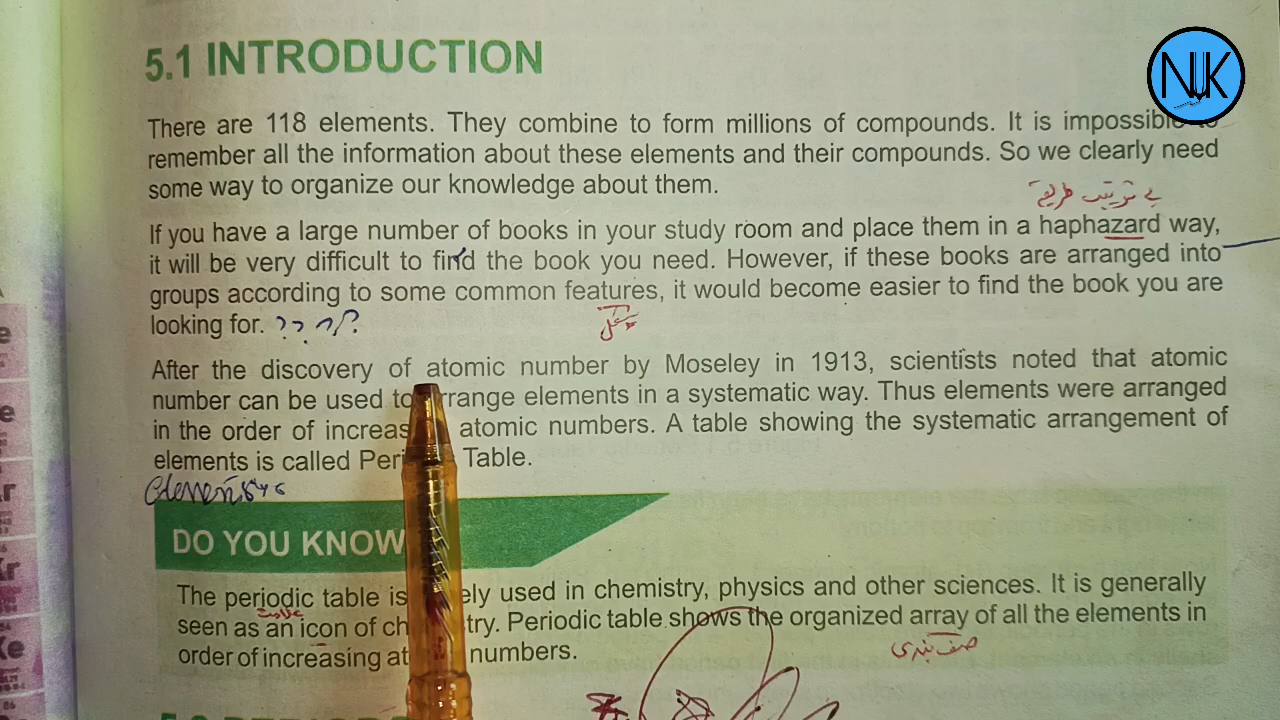 5.1 INTRODUCTION
NJK
There are 118 elements. They combine to form millions of compounds. It is impossible to
remember all the information about these elements and their compounds. So we clearly need
some way to organize our knowledge about them.
بے ترتیب طریقے
If you have a large number of books in your study room and place them in a haphazard way,
it will be very difficult to find the book you need. However, if these books are arranged into
groups according to some common features, it would become easier to find the book you are
looking for. ????
After the discovery of atomic number by Moseley in 1913, scientists noted that atomic
number can be used to arrange elements in a systematic way. Thus elements were arranged
in the order of increas atomic numbers. A table showing the systematic arrangement of
elements is called Peri Table.
DO YOU KNOW
The periodic table is ely used in chemistry, physics and other sciences. It is generally
علامت
seen as an icon of ch try. Periodic table shows the organized array of all the elements in
صف بندی
order of increasing at numbers.